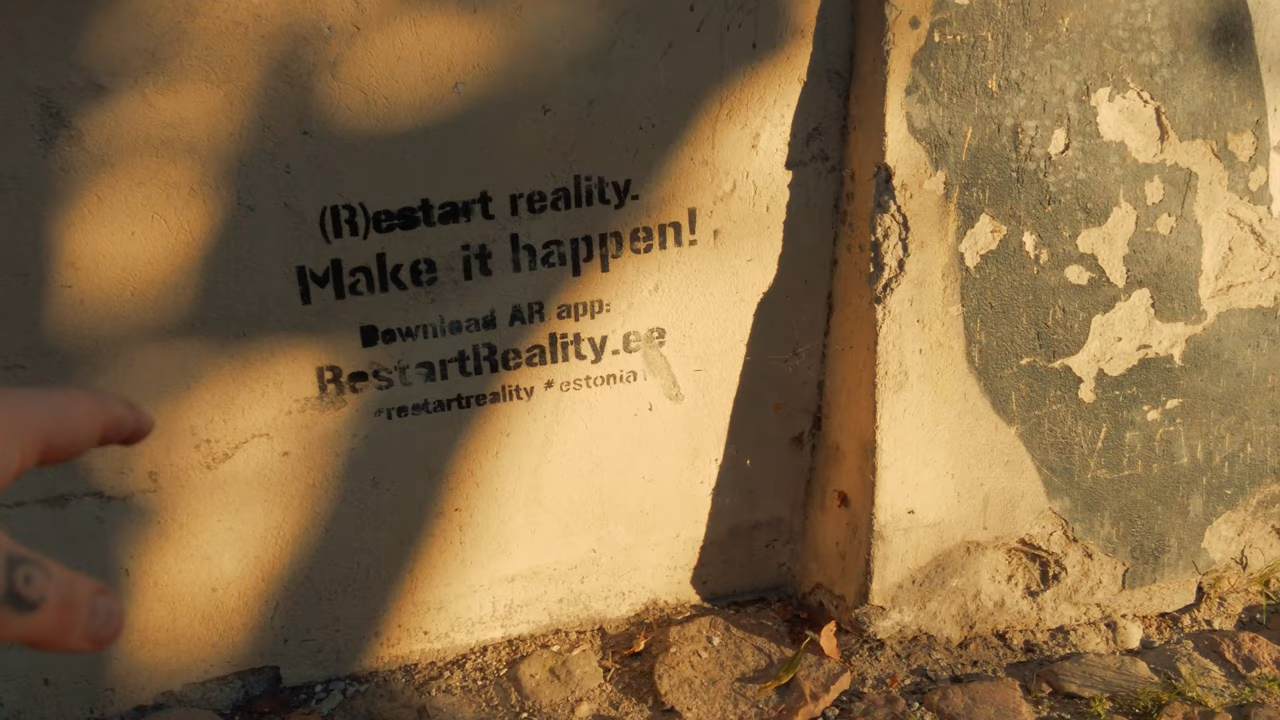 (R)estart reality.
Make it happen!
Download AR app:
RestartReality.ee
#restartreality #estonia